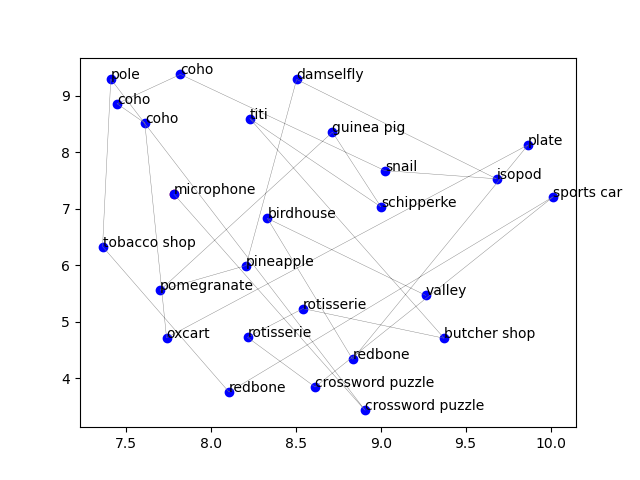 pole
coho
damselfly
coho
coho
titi
guinea pig
plate
snail
isopod
microphone
schipperke
sports car
birdhouse
tobacco shop
pineapple
pomegranate
valley
rotisserie
oxcart
rotisserie
butcher shop
redbone
redbone
crossword puzzle
crossword puzzle
9
8
7
6
5
4
7.5
8.0
8.5
9.0
9.5
10.0